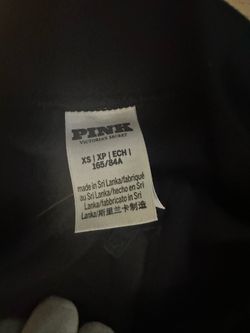 PINK
VICTORIA'S SECRET
XS | XP | ECH |
165/84A
made in Sri Lanka/fabriqué
au Sri Lanka/hecho en Sri
Lanka/fabbricato in Sri
Lanka/斯里兰卡制造